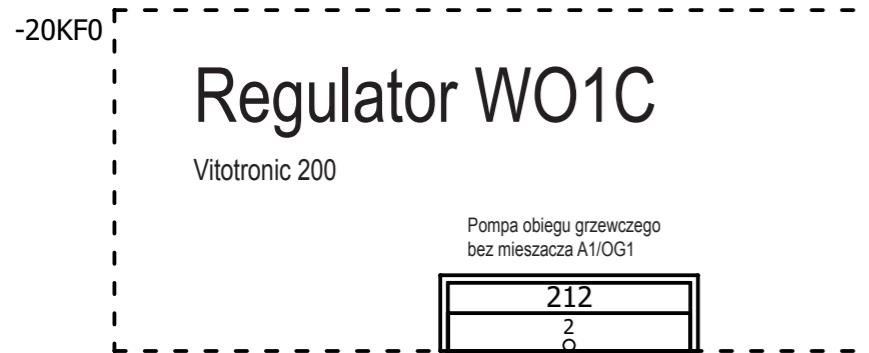 -20KF0
Regulator WO1C
Vitotronic 200
Pompa obiegu grzewczego
bez mieszacza A1/OG1
212
2